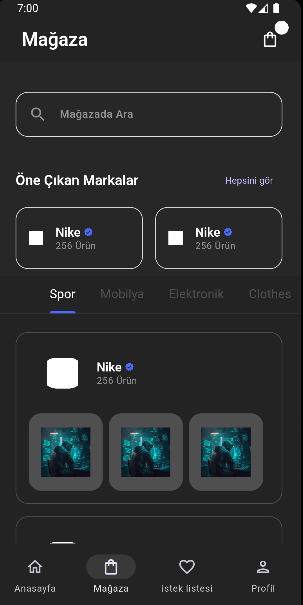 7:00
Mağaza
Mağazada Ara
Öne Çıkan Markalar
Hepsini gör
Nike
256 Ürün
Nike
256 Ürün
Spor Mobilya Elektronik Clothes
Nike
256 Ürün
Anasayfa Mağaza istek listesi Profil